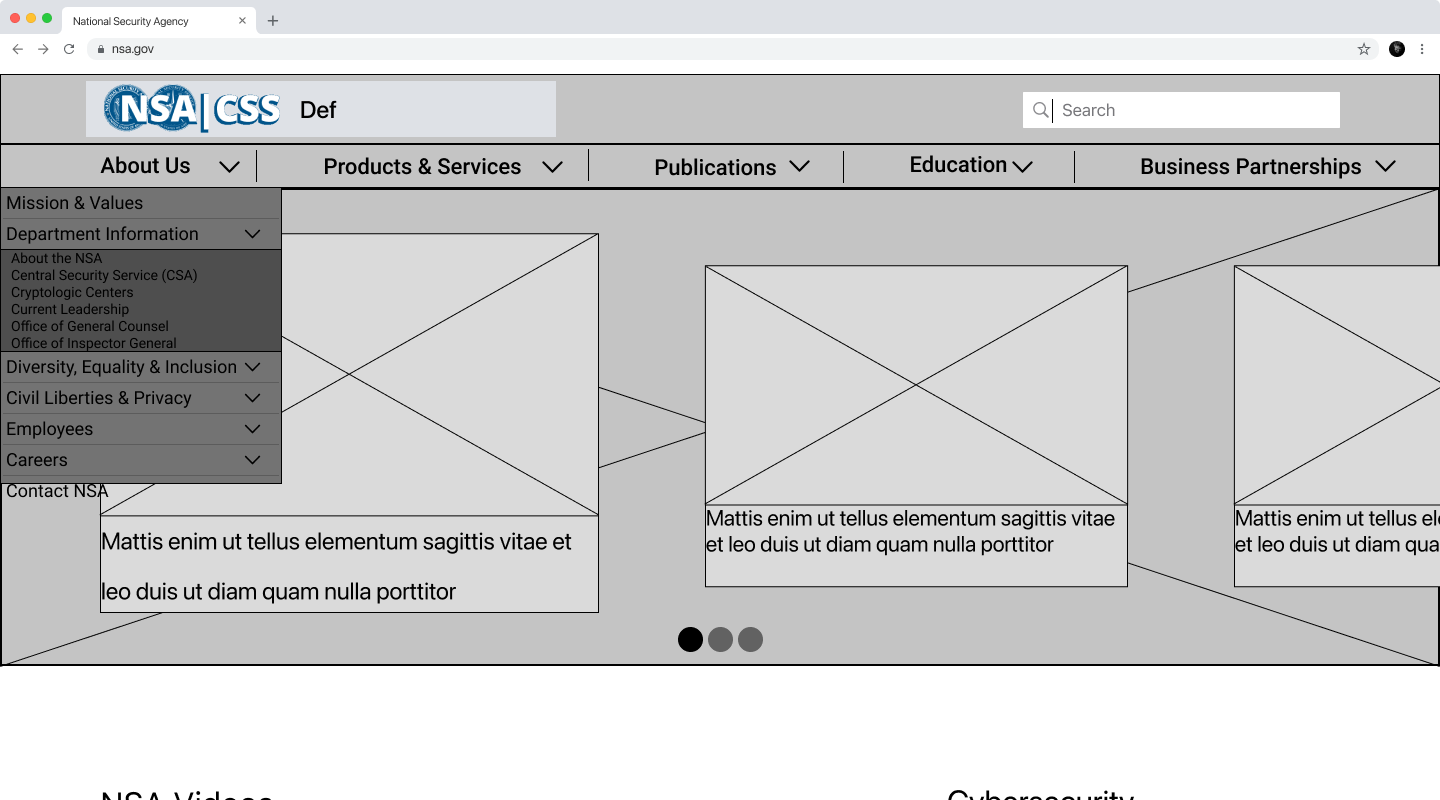 National Security Agency
nsa.gov
NSA|CSS Def
Search
About Us
Products & Services
Publications
Education
Business Partnerships
Mission & Values
Department Information
About the NSA
Central Security Service (CSA)
Cryptologic Centers
Current Leadership
Office of General Counsel
Office of Inspector General
Diversity, Equality & Inclusion
Civil Liberties & Privacy
Employees
Careers
Contact NSA
Mattis enim ut tellus elementum sagittis vitae et
leo duis ut diam quam nulla porttitor
Mattis enim ut tellus elementum sagittis vitae
et leo duis ut diam quam nulla porttitor
Mattis enim ut tellus
et leo duis ut diam
NSA Videos
Cybersecurity